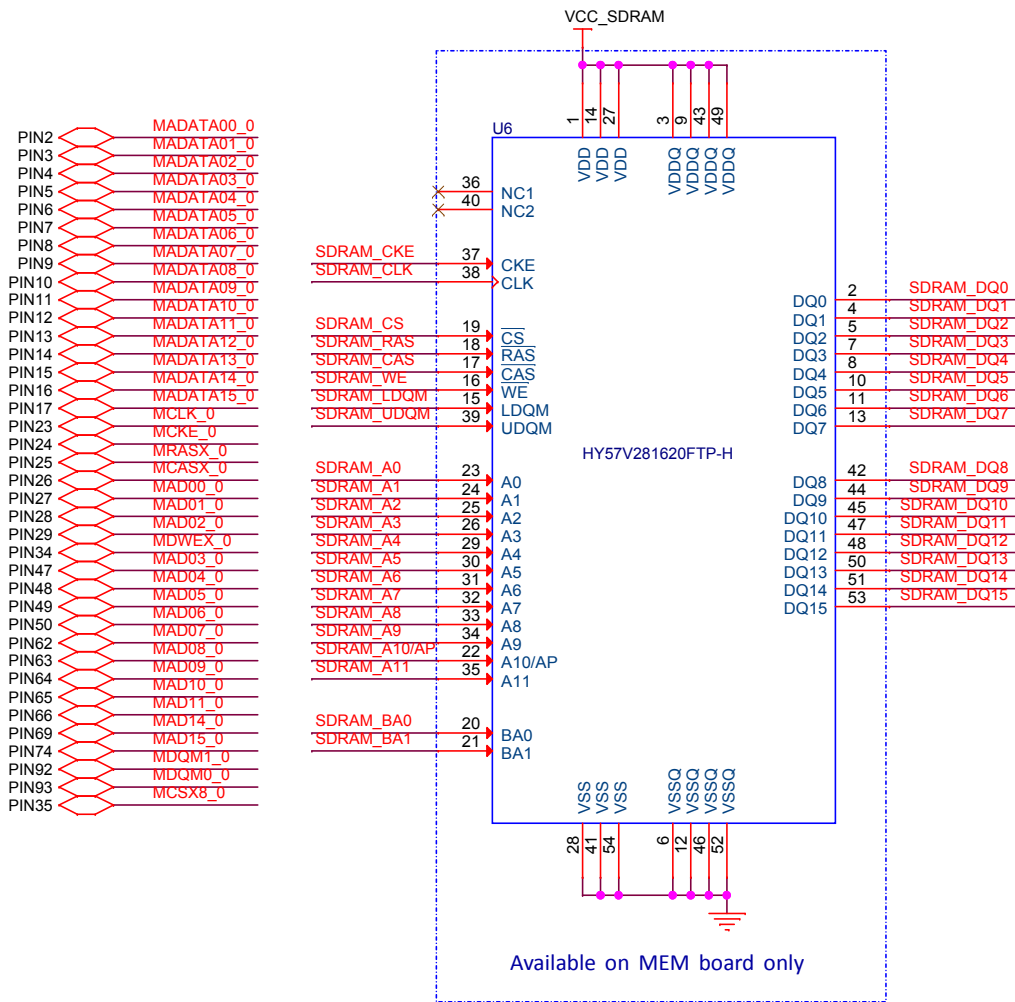 VCC_SDRAM
U6
1 14 27 3 9 43 49
VDD VDD VDD VDDQ VDDQ VDDQ VDDQ
PIN2 MADATA00_0
PIN3 MADATA01_0
PIN4 MADATA02_0
PIN5 MADATA03_0
PIN6 MADATA04_0
PIN7 MADATA05_0
PIN8 MADATA06_0
PIN9 MADATA07_0
PIN10 MADATA08_0
PIN11 MADATA09_0
PIN12 MADATA10_0
PIN13 MADATA11_0
PIN14 MADATA12_0
PIN15 MADATA13_0
PIN16 MADATA14_0
PIN17 MADATA15_0
PIN23 MCLK_0
PIN24 MCKE_0
PIN25 MRASX_0
PIN26 MCASX_0
PIN27 MAD00_0
PIN28 MAD01_0
PIN29 MAD02_0
PIN34 MDWEX_0
PIN47 MAD03_0
PIN48 MAD04_0
PIN49 MAD05_0
PIN50 MAD06_0
PIN62 MAD07_0
PIN63 MAD08_0
PIN64 MAD09_0
PIN65 MAD10_0
PIN66 MAD11_0
PIN69 MAD14_0
PIN74 MAD15_0
PIN92 MDQM1_0
PIN93 MDQM0_0
PIN35 MCSX8_0
36 NC1
40 NC2
SDRAM_CKE 37 CKE
SDRAM_CLK 38 CLK
SDRAM_CS 19 CS
SDRAM_RAS 18 RAS
SDRAM_CAS 17 CAS
SDRAM_WE 16 WE
SDRAM_LDQM 15 LDQM
SDRAM_UDQM 39 UDQM
HY57V281620FTP-H
SDRAM_A0 23 A0
SDRAM_A1 24 A1
SDRAM_A2 25 A2
SDRAM_A3 26 A3
SDRAM_A4 29 A4
SDRAM_A5 30 A5
SDRAM_A6 31 A6
SDRAM_A7 32 A7
SDRAM_A8 33 A8
SDRAM_A9 34 A9
SDRAM_A10/AP 22 A10/AP
SDRAM_A11 35 A11
SDRAM_BA0 20 BA0
SDRAM_BA1 21 BA1
DQ0 2 SDRAM_DQ0
DQ1 4 SDRAM_DQ1
DQ2 5 SDRAM_DQ2
DQ3 7 SDRAM_DQ3
DQ4 8 SDRAM_DQ4
DQ5 10 SDRAM_DQ5
DQ6 11 SDRAM_DQ6
DQ7 13 SDRAM_DQ7
DQ8 42 SDRAM_DQ8
DQ9 44 SDRAM_DQ9
DQ10 45 SDRAM_DQ10
DQ11 47 SDRAM_DQ11
DQ12 48 SDRAM_DQ12
DQ13 50 SDRAM_DQ13
DQ14 51 SDRAM_DQ14
DQ15 53 SDRAM_DQ15
VSS VSS VSS VSSQ VSSQ VSSQ VSSQ
28 41 54 6 12 46 52
Available on MEM board only